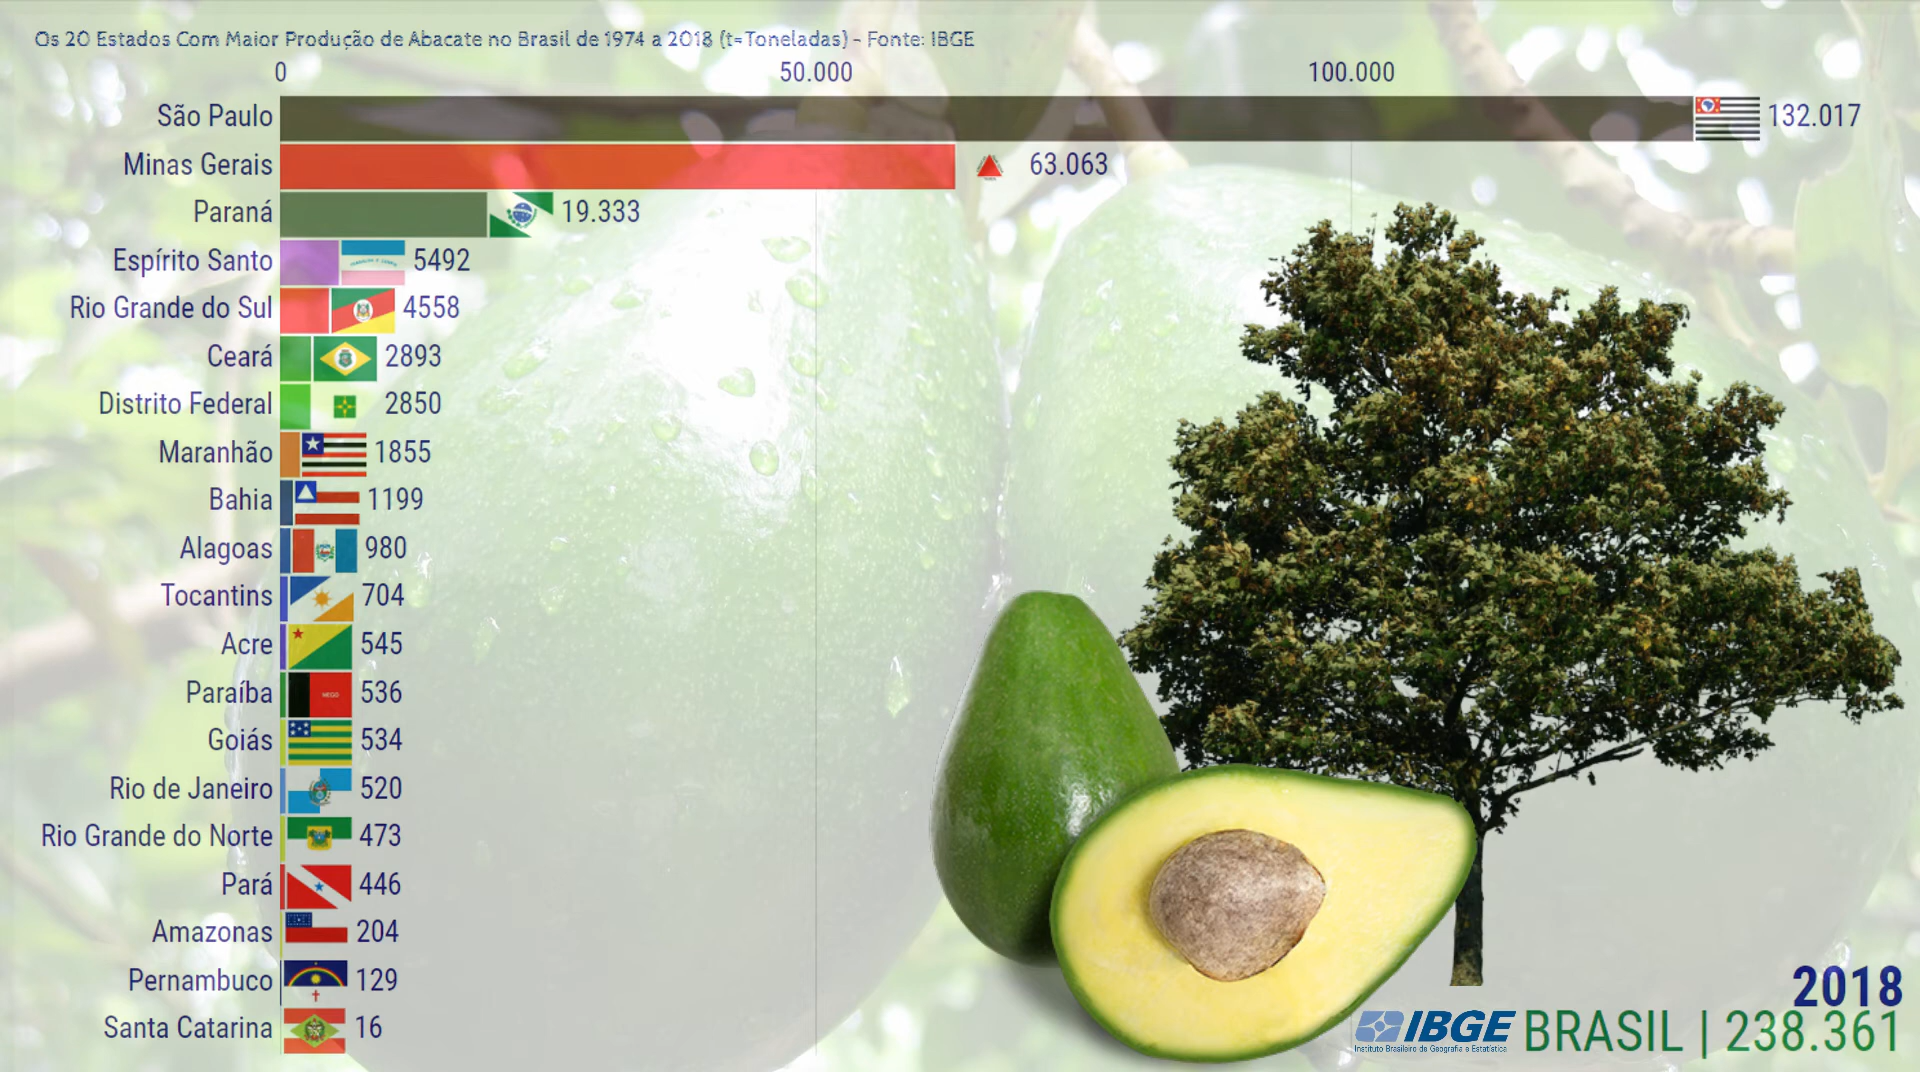 Os 20 Estados Com Maior Produção de Abacate no Brasil de 1974 a 2018 (t=Toneladas) - Fonte: IBGE
0 50.000 100.000
São Paulo 132.017
Minas Gerais 63.063
Paraná 19.333
Espírito Santo 5492
Rio Grande do Sul 4558
Ceará 2893
Distrito Federal 2850
Maranhão 1855
Bahia 1199
Alagoas 980
Tocantins 704
Acre 545
Paraíba NEGO 536
Goiás 534
Rio de Janeiro 520
Rio Grande do Norte 473
Pará 446
Amazonas 204
Pernambuco 129
Santa Catarina 16
2018
IBGE BRASIL | 238.361
Instituto Brasileiro de Geografia e Estatística